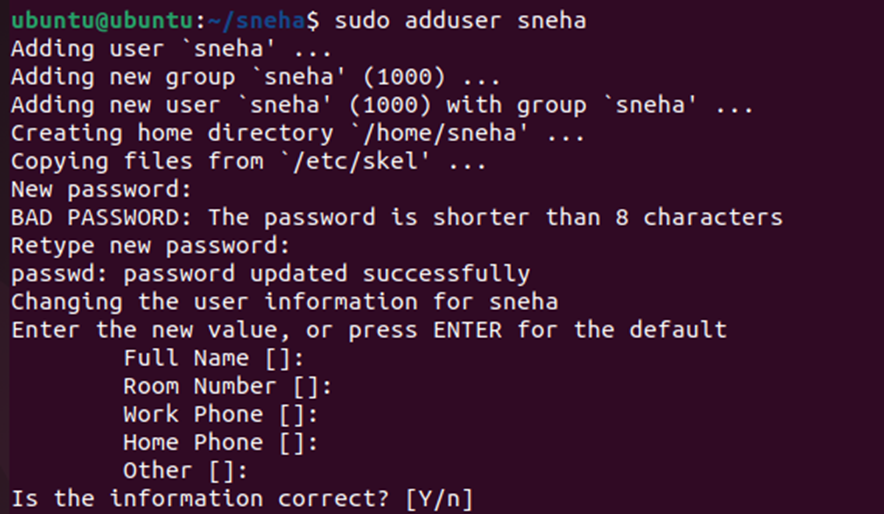 ubuntu@ubuntu:~/sneha$ sudo adduser sneha
Adding user `sneha' ...
Adding new group `sneha' (1000) ...
Adding new user `sneha' (1000) with group `sneha' ...
Creating home directory `/home/sneha' ...
Copying files from `/etc/skel' ...
New password:
BAD PASSWORD: The password is shorter than 8 characters
Retype new password:
passwd: password updated successfully
Changing the user information for sneha
Enter the new value, or press ENTER for the default
        Full Name []:
        Room Number []:
        Work Phone []:
        Home Phone []:
        Other []:
Is the information correct? [Y/n]